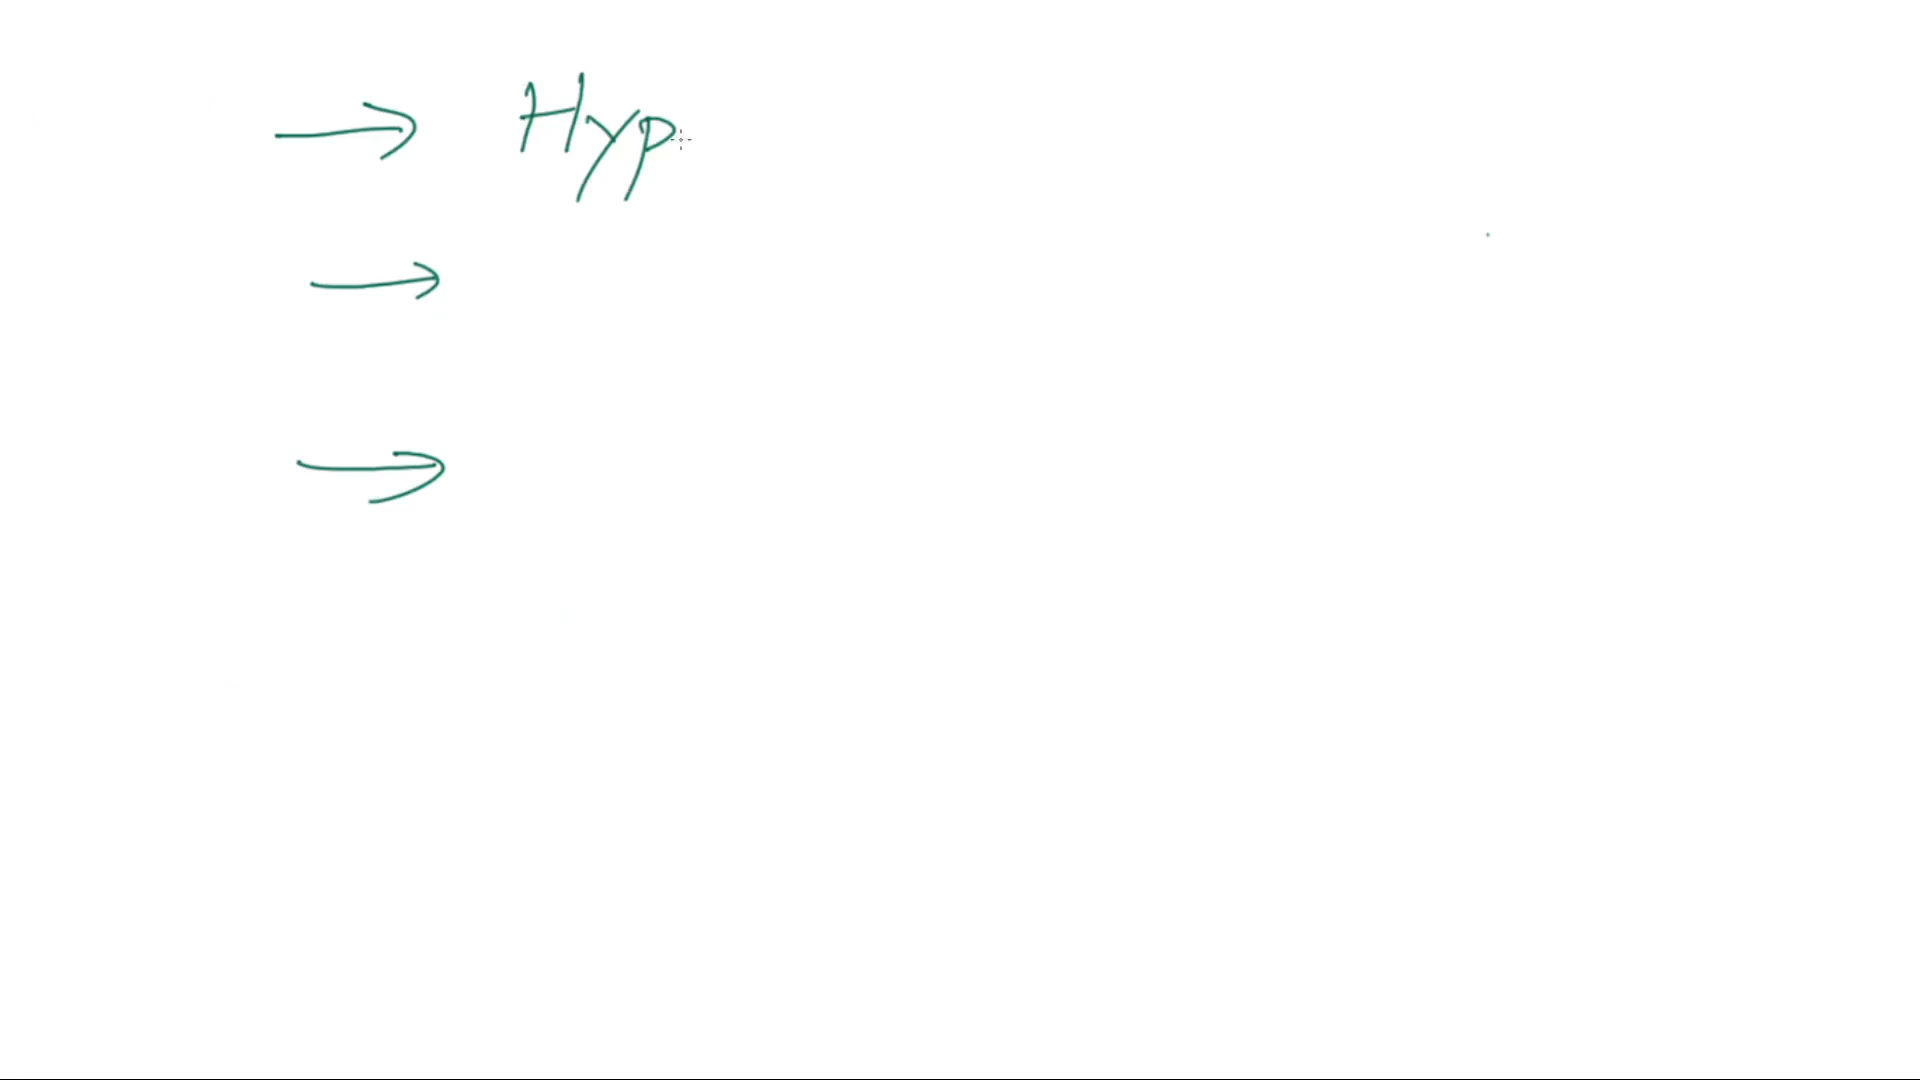 → Hyp
→
→